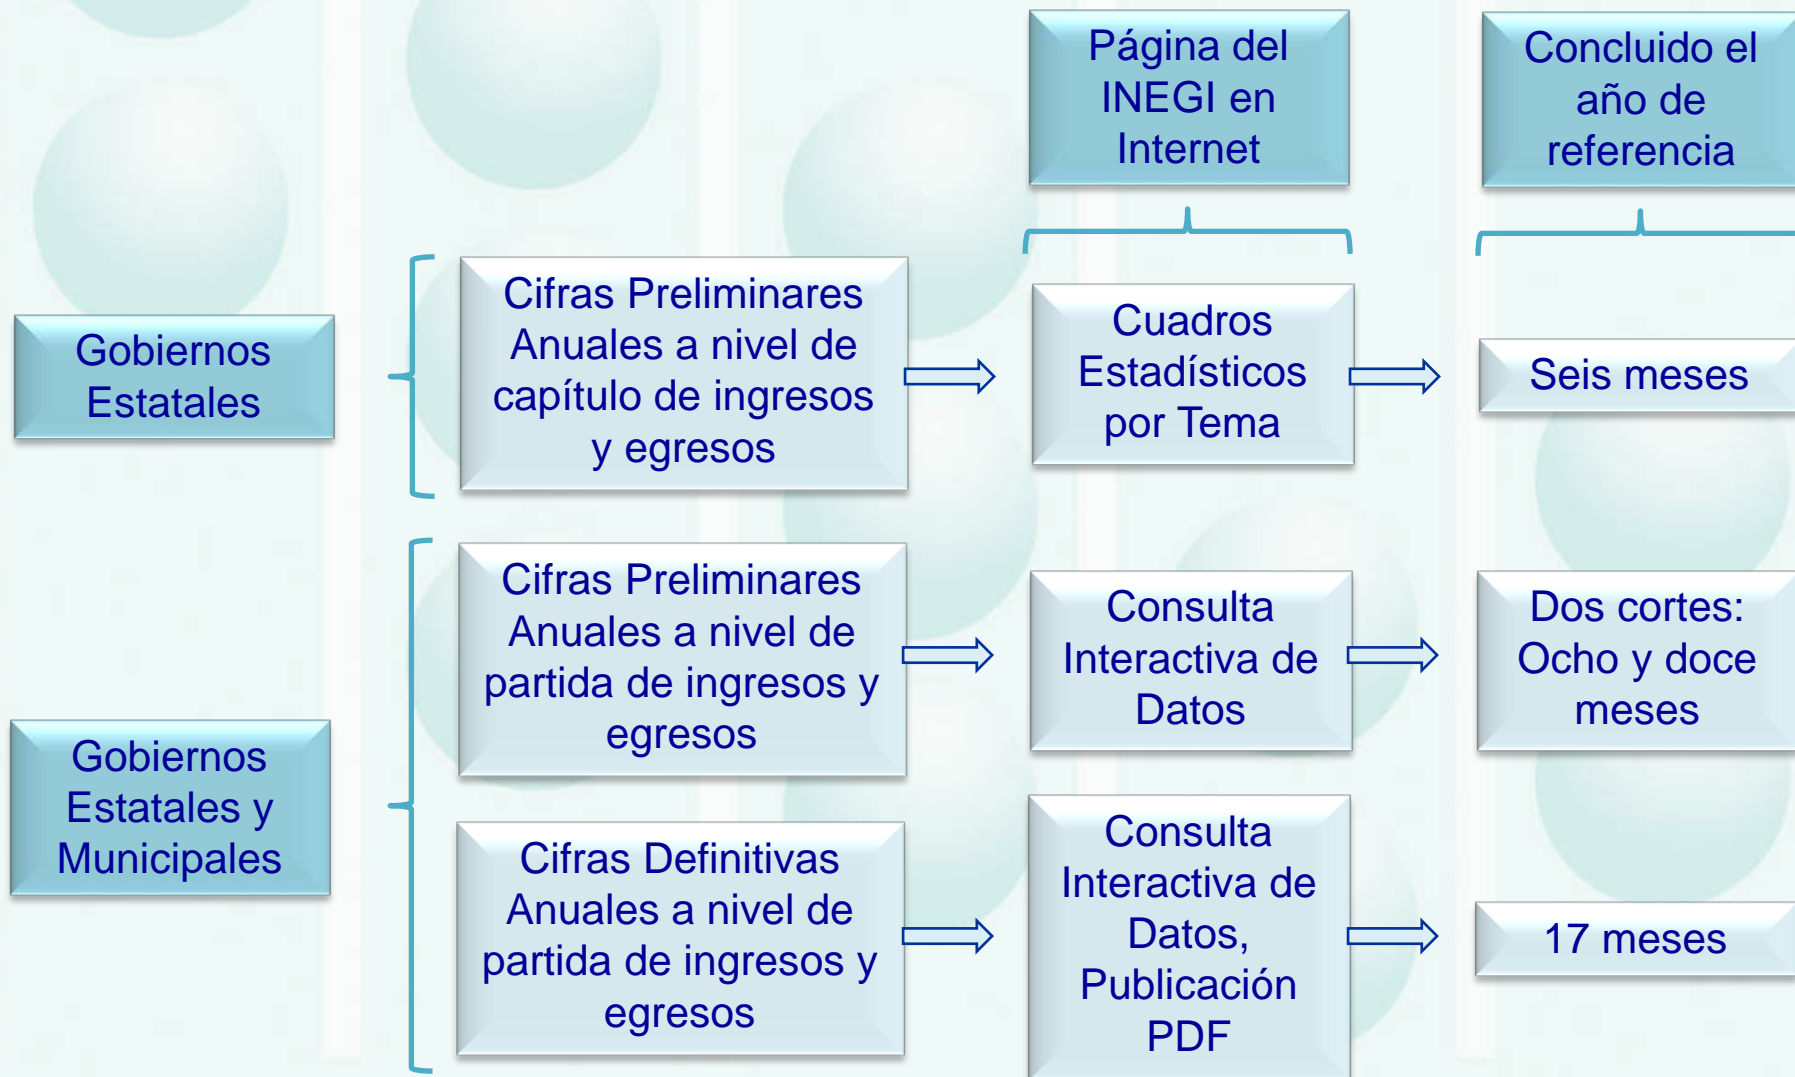 Página del
INEGI en
Internet
Concluido el
año de
referencia
Gobiernos
Estatales
Cifras Preliminares
Anuales a nivel de
capítulo de ingresos
y egresos
Cuadros
Estadísticos
por Tema
Seis meses
Gobiernos
Estatales y
Municipales
Cifras Preliminares
Anuales a nivel de
partida de ingresos y
egresos
Consulta
Interactiva de
Datos
Dos cortes:
Ocho y doce
meses
Cifras Definitivas
Anuales a nivel de
partida de ingresos y
egresos
Consulta
Interactiva de
Datos,
Publicación
PDF
17 meses